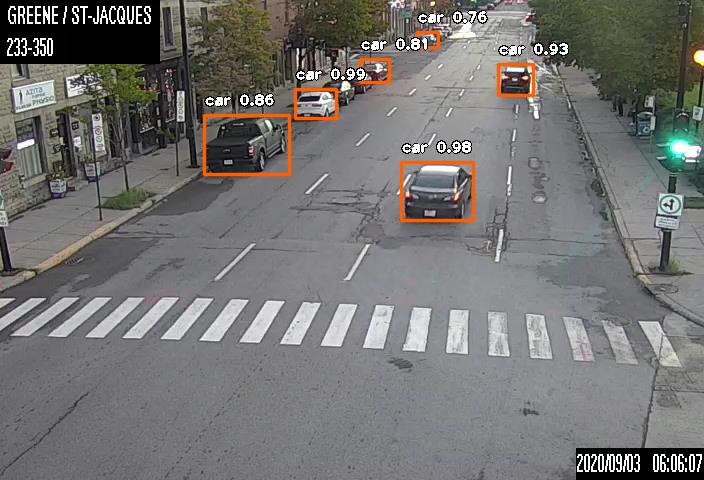 GREENE / ST-JACQUES
233-350
car 0.76
car 0.81
car 0.93
car 0.99
car 0.86
car 0.98
AZITA
2020/09/03 06:06:07